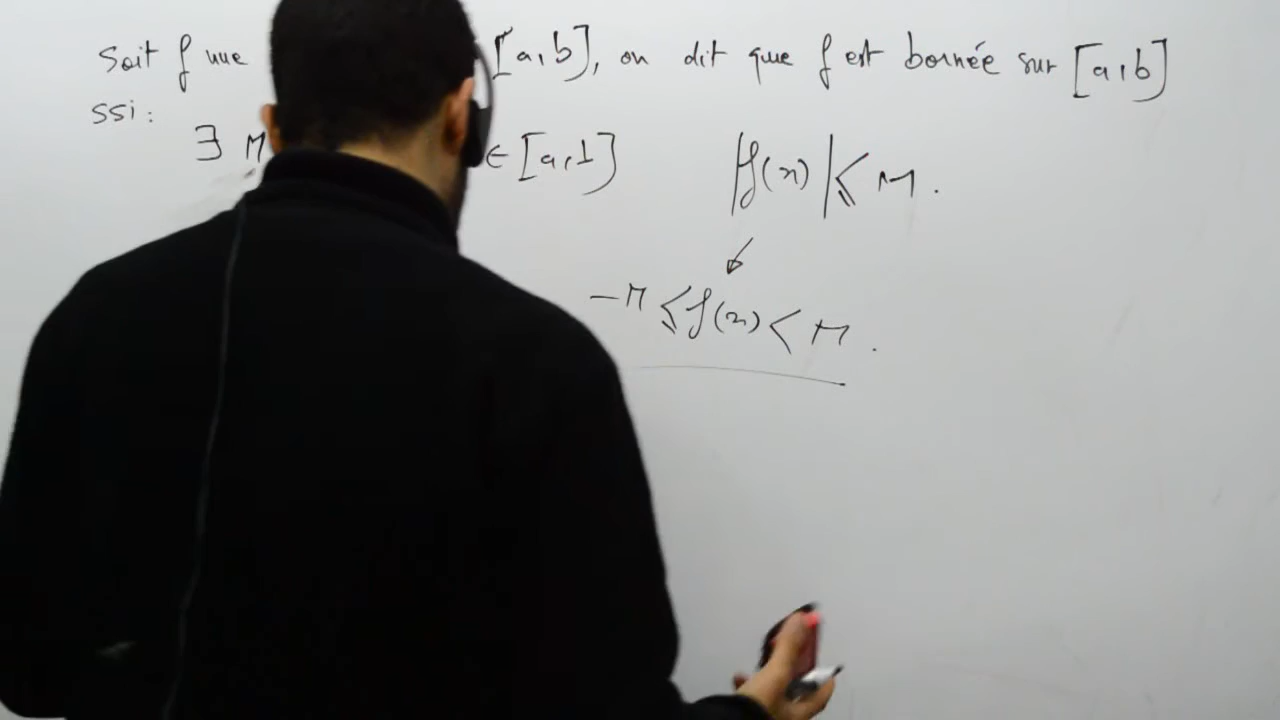 Soit f une [a,b], on dit que f est bornée sur [a,b]
ssi:
∃ M ∈ [a,b] |f(x)| ≤ M.
-M ≤ f(x) < M.